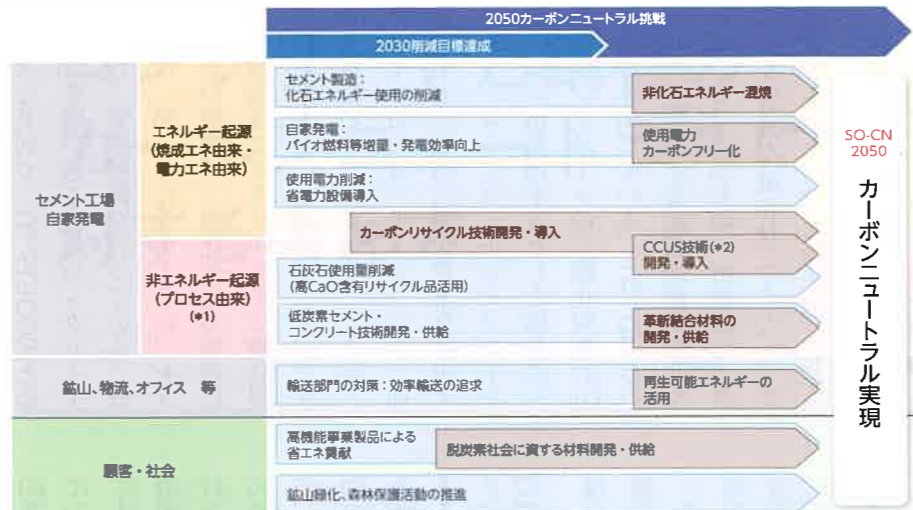 2050カーボンニュートラル挑戦
2030削減目標達成
セメント工場
自家発電
エネルギー起源
(焼成エネ由来・
電力エネ由来)
セメント製造：
化石エネルギー使用の削減
非化石エネルギー混焼
自家発電：
バイオ燃料等増量・発電効率向上
使用電力
カーボンフリー化
使用電力削減：
省電力設備導入
カーボンリサイクル技術開発・導入
CCUS技術(*2)
開発・導入
非エネルギー起源
(プロセス由来)
(*1)
石灰石使用量削減
(高CaO含有リサイクル品活用)
低炭素セメント・
コンクリート技術開発・供給
革新結合材料の
開発・供給
鉱山、物流、オフィス 等
輸送部門の対策：効率輸送の追求
再生可能エネルギーの
活用
顧客・社会
高機能事業製品による
省エネ貢献
脱炭素社会に資する材料開発・供給
鉱山緑化、森林保護活動の推進
SO-CN
2050
カーボンニュートラル実現